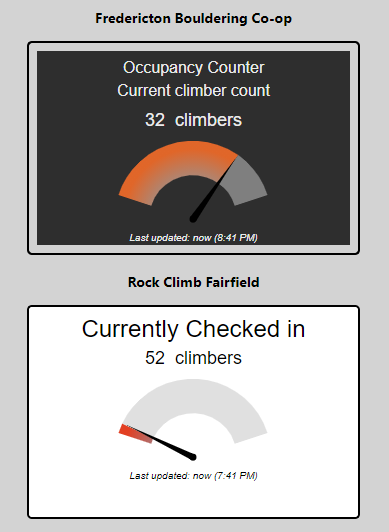 Fredericton Bouldering Co-op
Occupancy Counter
Current climber count
32 climbers
Last updated: now (8:41 PM)
Rock Climb Fairfield
Currently Checked in
52 climbers
Last updated: now (7:41 PM)